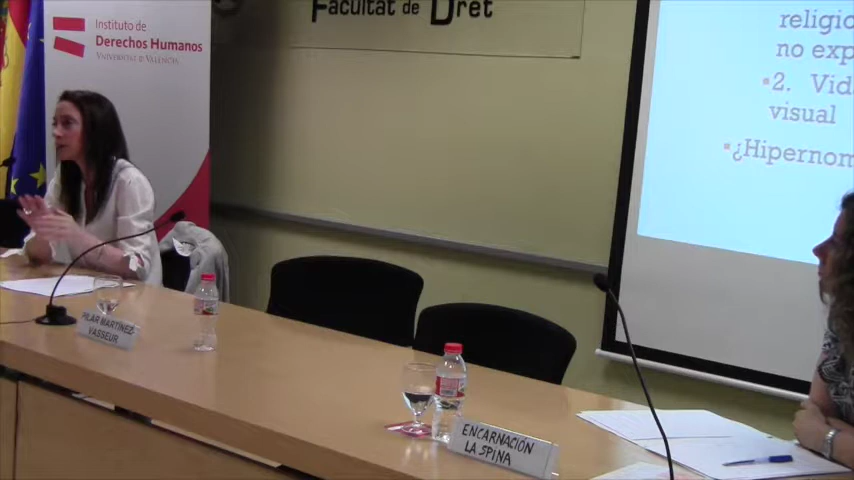 Facultat de Dret
Instituto de
DERECHOS HUMANOS
UNIVERSITAT DE VALÈNCIA
religio
no exp
2. Vid
visual
¿Hipernom
PILAR MARTÍNEZ
VASSEUR
ENCARNACIÓN
LA SPINA